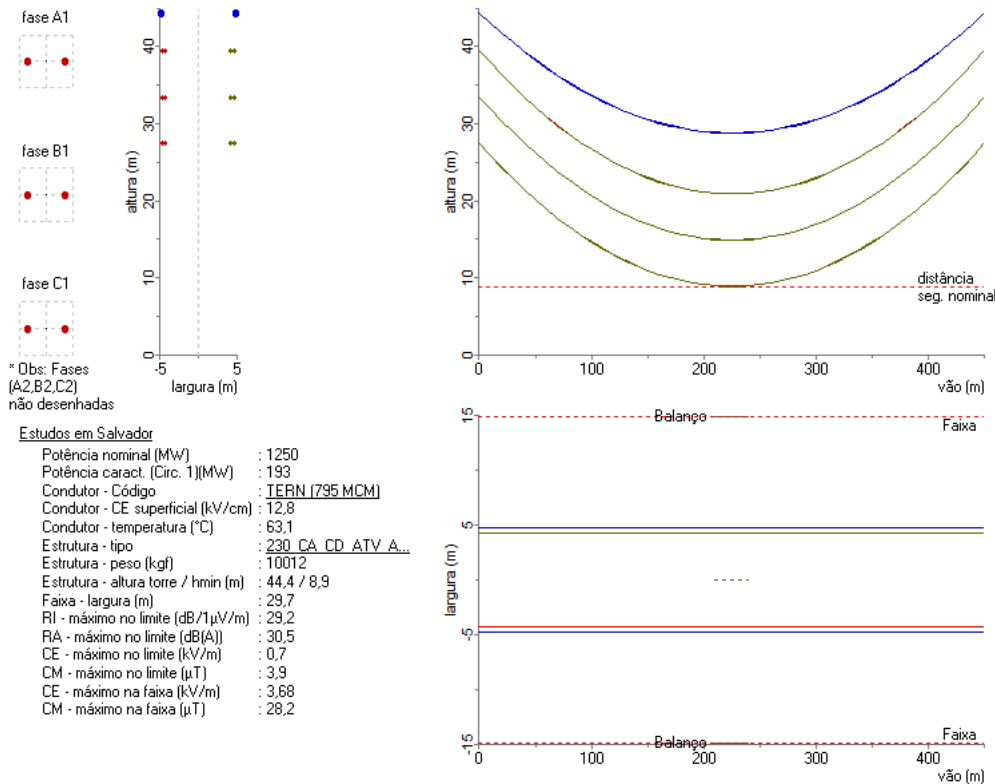 fase A1
fase B1
fase C1
* Obs: Fases
(A2,B2,C2)
não desenhadas
altura (m)
40
30
20
10
0
-5
5
largura (m)
altura (m)
40
30
20
10
0
distância
seg. nominal
0
100
200
300
400
vão (m)
Estudos em Salvador
Potência nominal (MW) : 1250
Potência caract. (Circ. 1)(MW) : 193
Condutor - Código : TERN (795 MCM)
Condutor - CE superficial (kV/cm) : 12,8
Condutor - temperatura (°C) : 63,1
Estrutura - tipo : 230_CA_CD_ATV_A...
Estrutura - peso (kgf) : 10012
Estrutura - altura torre / hmin (m) : 44,4 / 8,9
Faixa - largura (m) : 29,7
RI - máximo no limite (dB/1µV/m) : 29,2
RA - máximo no limite (dB(A)) : 30,5
CE - máximo no limite (kV/m) : 0,7
CM - máximo no limite (µT) : 3,9
CE - máximo na faixa (kV/m) : 3,68
CM - máximo na faixa (µT) : 28,2
largura (m)
15
5
-5
-15
Balanço
Faixa
Balanço
Faixa
0
100
200
300
400
vão (m)